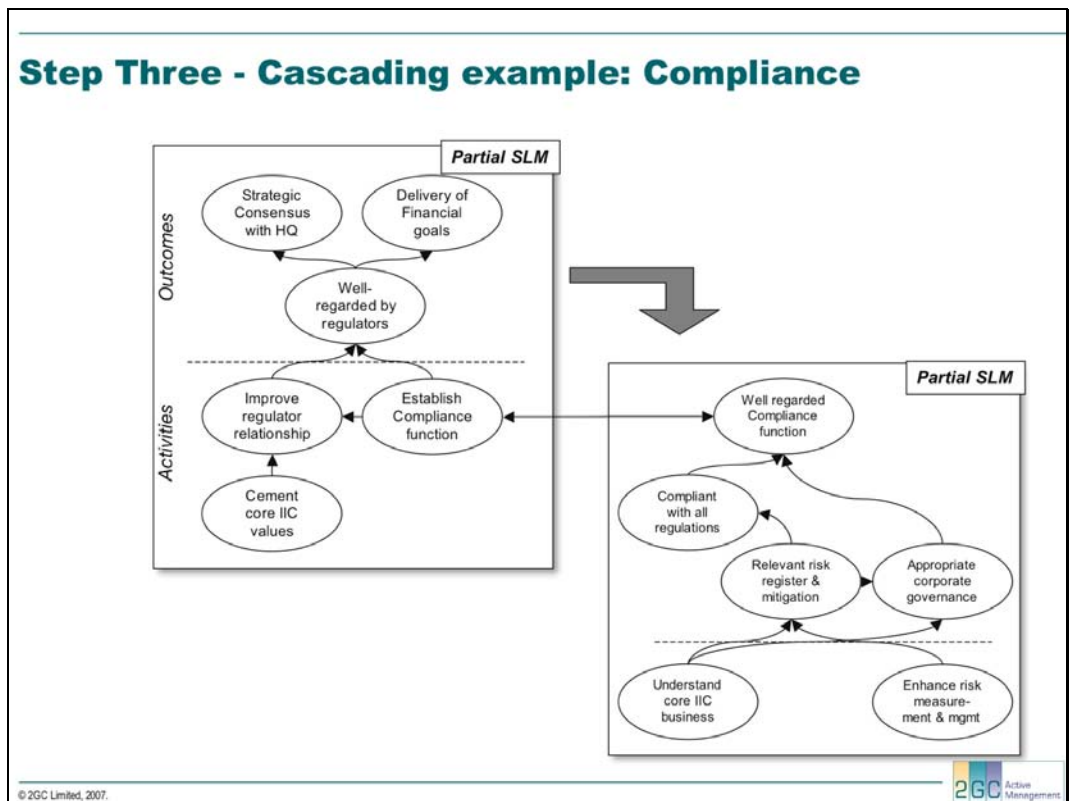 Step Three - Cascading example: Compliance
Partial SLM
Outcomes
Strategic
Consensus
with HQ
Delivery of
Financial
goals
Well-
regarded by
regulators
Activities
Improve
regulator
relationship
Establish
Compliance
function
Cement
core IIC
values
Partial SLM
Well regarded
Compliance
function
Compliant
with all
regulations
Relevant risk
register &
mitigation
Appropriate
corporate
governance
Understand
core IIC
business
Enhance risk
measure-
ment & mgmt
© 2GC Limited, 2007.
2GC
Active
Management